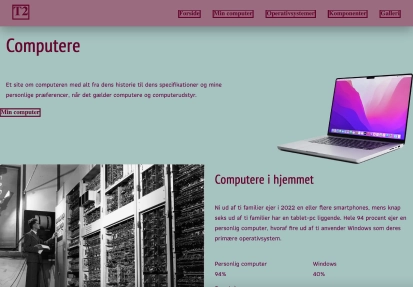 T2
Forside Min computer Operativsystemer Komponenter Galleri
Computere
Et site om computeren med alt fra dens historie til dens specifikationer og mine
personlige præferencer, når det gælder computere og computerudstyr.
Min computer
Computere i hjemmet
Ni ud af ti familier ejer i 2022 en eller flere smartphones, mens knap
seks ud af ti familier har en tablet-pc liggende. Hele 94 procent ejer en
personlig computer, hvoraf fire ud af ti anvender Windows som deres
primære operativsystem.
Personlig computer Windows
94% 40%